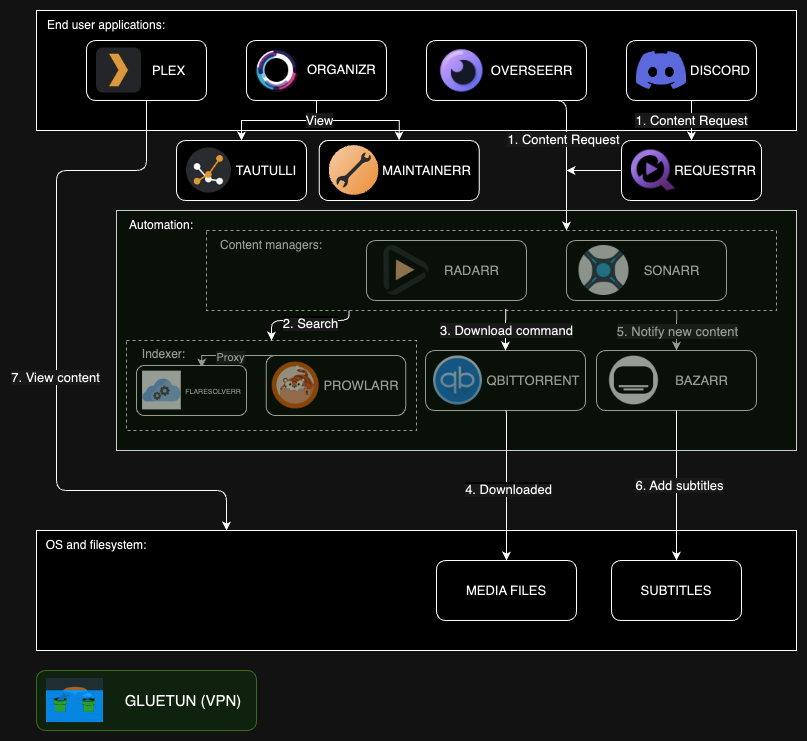 End user applications:
PLEX
ORGANIZR
OVERSEERR
DISCORD
View
1. Content Request
1. Content Request
TAUTULLI
MAINTAINERR
REQUESTRR
Automation:
Content managers:
RADARR
SONARR
2. Search
3. Download command
5. Notify new content
Indexer:
Proxy
FLARESOLVERR
PROWLARR
qb
QBITTORRENT
BAZARR
7. View content
4. Downloaded
6. Add subtitles
OS and filesystem:
MEDIA FILES
SUBTITLES
GLUETUN (VPN)